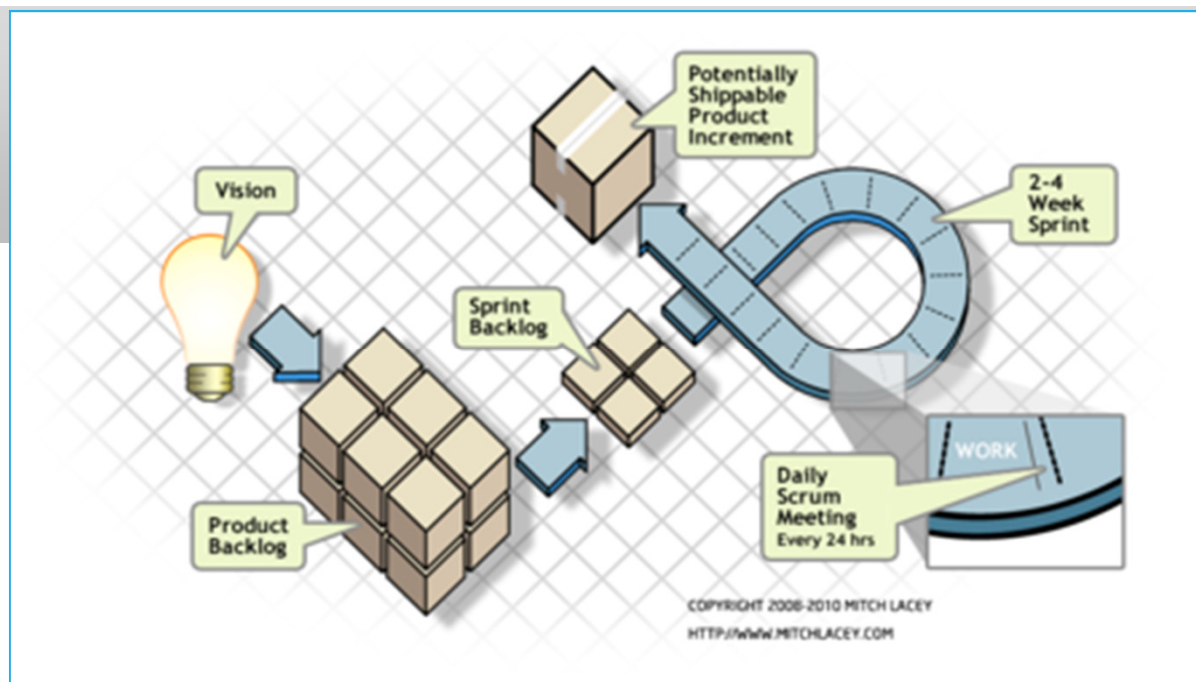 Vision
Potentially
Shippable
Product
Increment
2-4
Week
Sprint
Sprint
Backlog
Product
Backlog
WORK
Daily
Scrum
Meeting
Every 24 hrs
COPYRIGHT 2008-2010 MITCH LACEY
HTTP://WWW.MITCHLACEY.COM